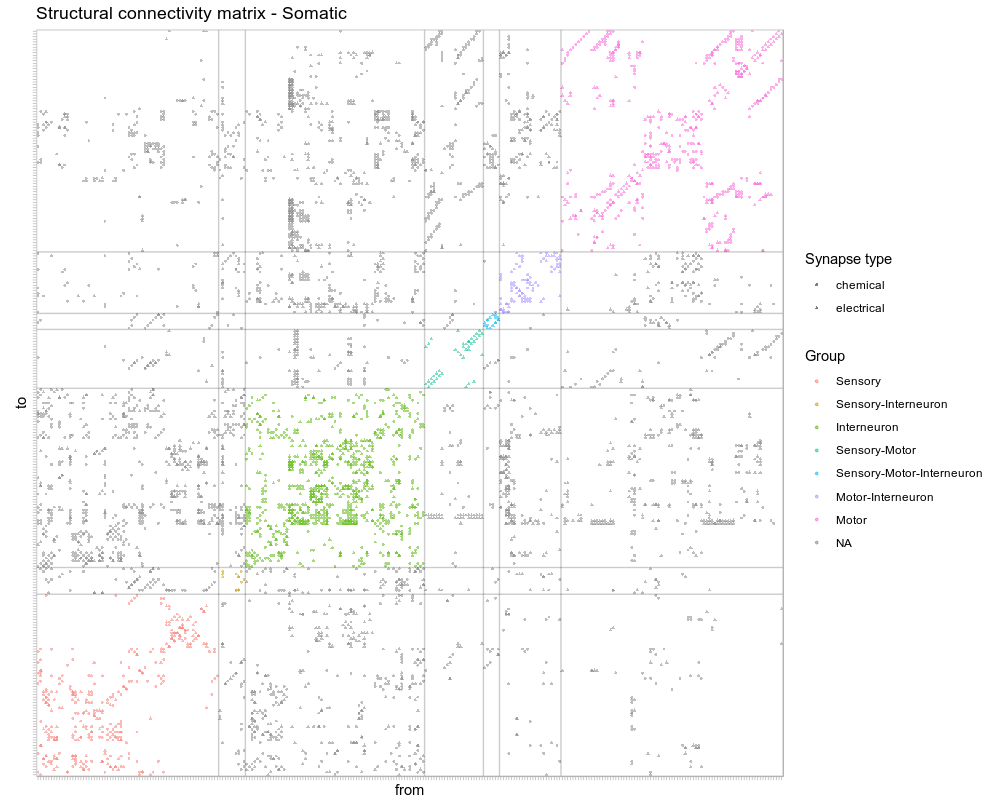 Structural connectivity matrix - Somatic
to
from
Synapse type
chemical
electrical
Group
Sensory
Sensory-Interneuron
Interneuron
Sensory-Motor
Sensory-Motor-Interneuron
Motor-Interneuron
Motor
NA